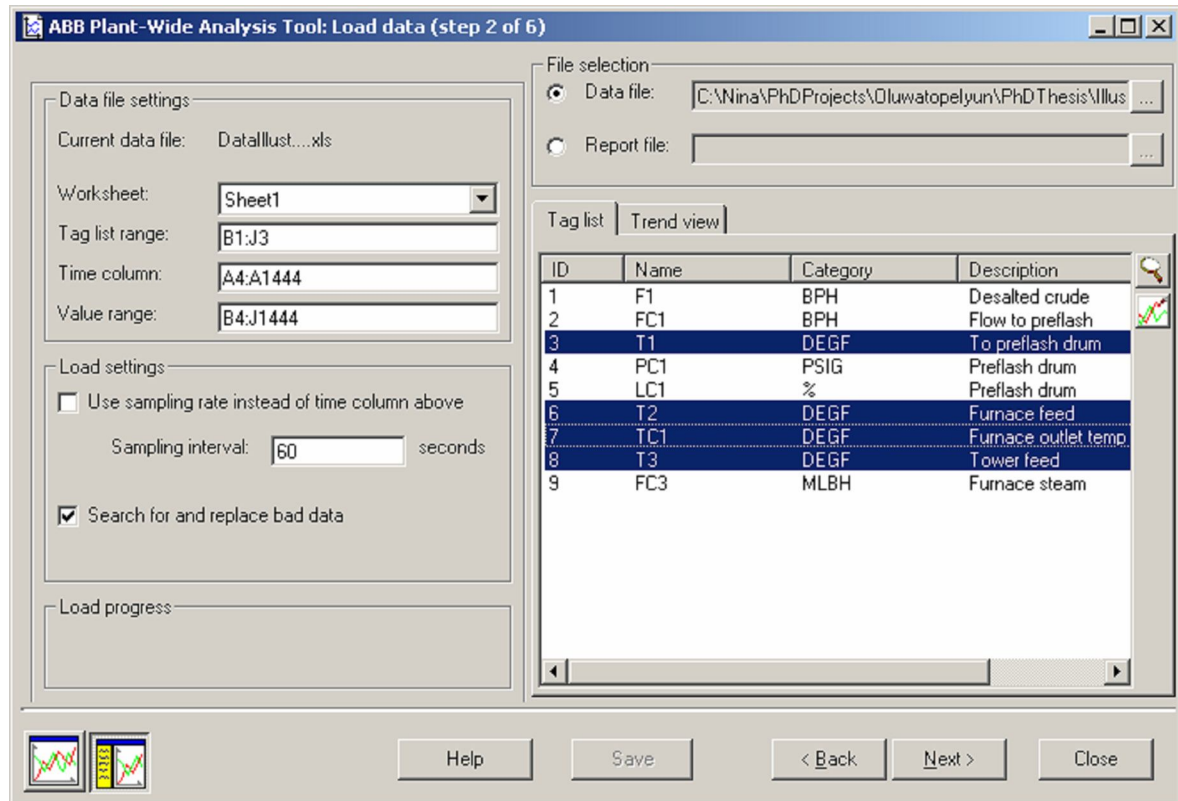 ABB Plant-Wide Analysis Tool: Load data (step 2 of 6)
Data file settings
Current data file: DataIllust....xls
Worksheet: Sheet1
Tag list range: B1:J3
Time column: A4:A1444
Value range: B4:J1444
Load settings
Use sampling rate instead of time column above
Sampling interval: 60 seconds
Search for and replace bad data
Load progress
File selection
Data file: C:\Nina\PhDProjects\Oluwatopelyun\PhDThesis\Illus ...
Report file: ...
Tag list Trend view
ID Name Category Description
1 F1 BPH Desalted crude
2 FC1 BPH Flow to preflash
3 T1 DEGF To preflash drum
4 PC1 PSIG Preflash drum
5 LC1 % Preflash drum
6 T2 DEGF Furnace feed
7 TC1 DEGF Furnace outlet temp
8 T3 DEGF Tower feed
9 FC3 MLBH Furnace steam
Help Save < Back Next > Close